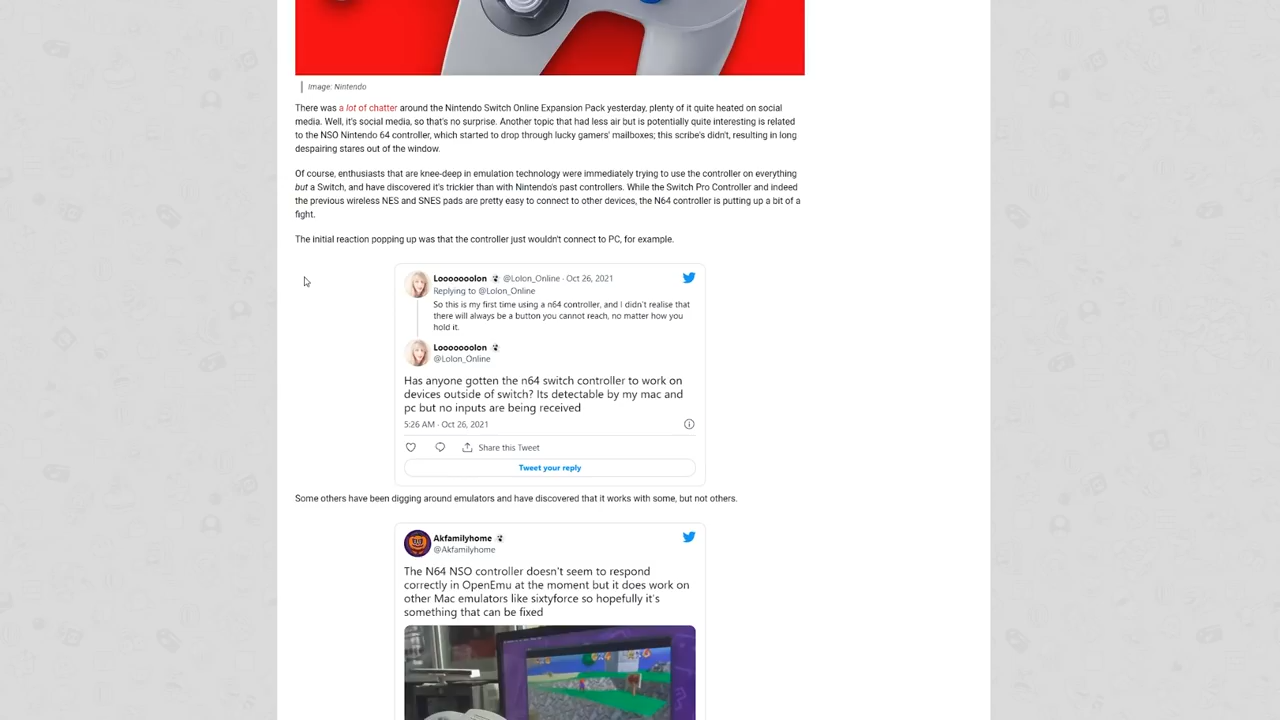 Image: Nintendo
There was a lot of chatter around the Nintendo Switch Online Expansion Pack yesterday, plenty of it quite heated on social
media. Well, it's social media, so that's no surprise. Another topic that had less air but is potentially quite interesting is related
to the NSO Nintendo 64 controller, which started to drop through lucky gamers' mailboxes; this scribe's didn't, resulting in long
despairing stares out of the window.
Of course, enthusiasts that are knee-deep in emulation technology were immediately trying to use the controller on everything
but a Switch, and have discovered it's trickier than with Nintendo's past controllers. While the Switch Pro Controller and indeed
the previous wireless NES and SNES pads are pretty easy to connect to other devices, the N64 controller is putting up a bit of a
fight.
The initial reaction popping up was that the controller just wouldn't connect to PC, for example.
Looooooolon @Lolon_Online · Oct 26, 2021
Replying to @Lolon_Online
So this is my first time using a n64 controller, and I didn't realise that
there will always be a button you cannot reach, no matter how you
hold it.
Looooooolon
@Lolon_Online
Has anyone gotten the n64 switch controller to work on
devices outside of switch? Its detectable by my mac and
pc but no inputs are being received
5:26 AM · Oct 26, 2021
Share this Tweet
Tweet your reply
Some others have been digging around emulators and have discovered that it works with some, but not others.
Akfamilyhome
@Akfamilyhome
The N64 NSO controller doesn't seem to respond
correctly in OpenEmu at the moment but it does work on
other Mac emulators like sixtyforce so hopefully it's
something that can be fixed